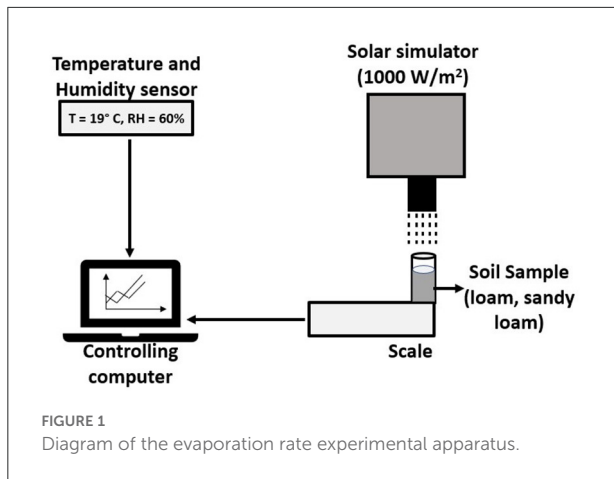 Temperature and
Humidity sensor
T = 19° C, RH = 60%
Solar simulator
(1000 W/m²)
Soil Sample
(loam, sandy
loam)
Scale
Controlling
computer
FIGURE 1
Diagram of the evaporation rate experimental apparatus.